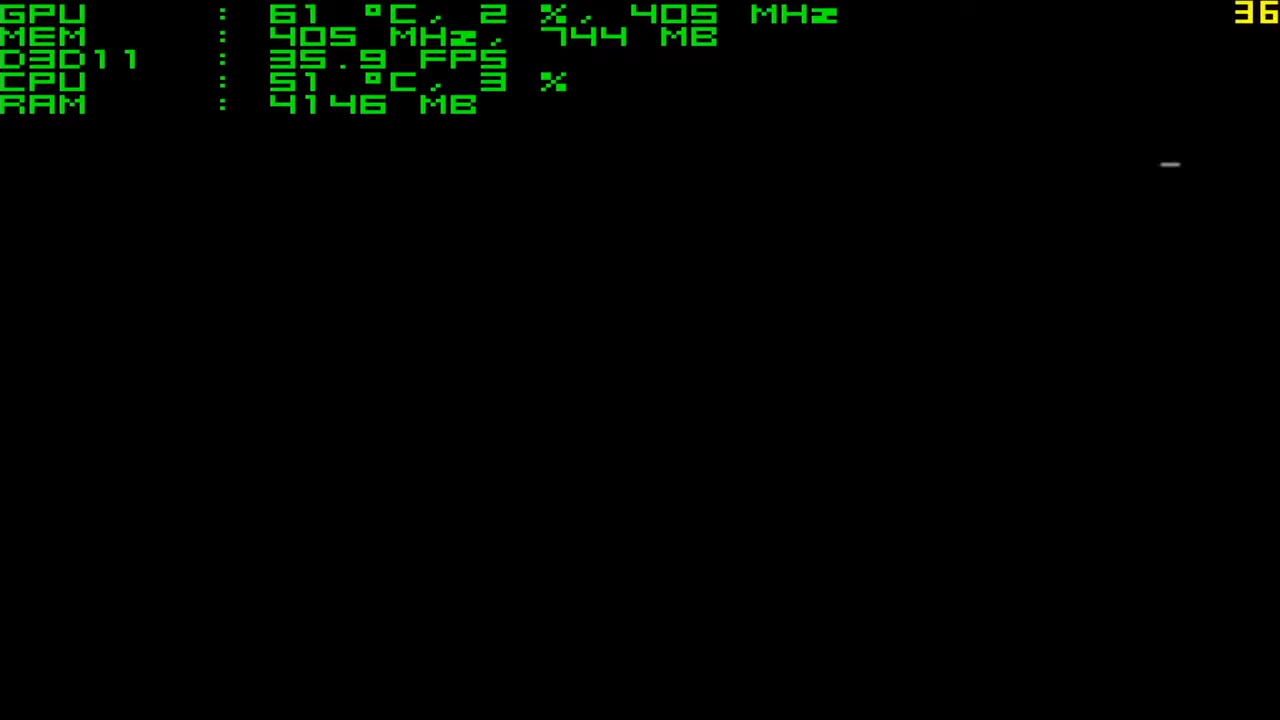 GPU : 61 °C, 2 %, 405 MHz 36
MEM : 405 MHz, 744 MB
D3D11 : 35.9 FPS
CPU : 51 °C, 3 %
RAM : 4146 MB